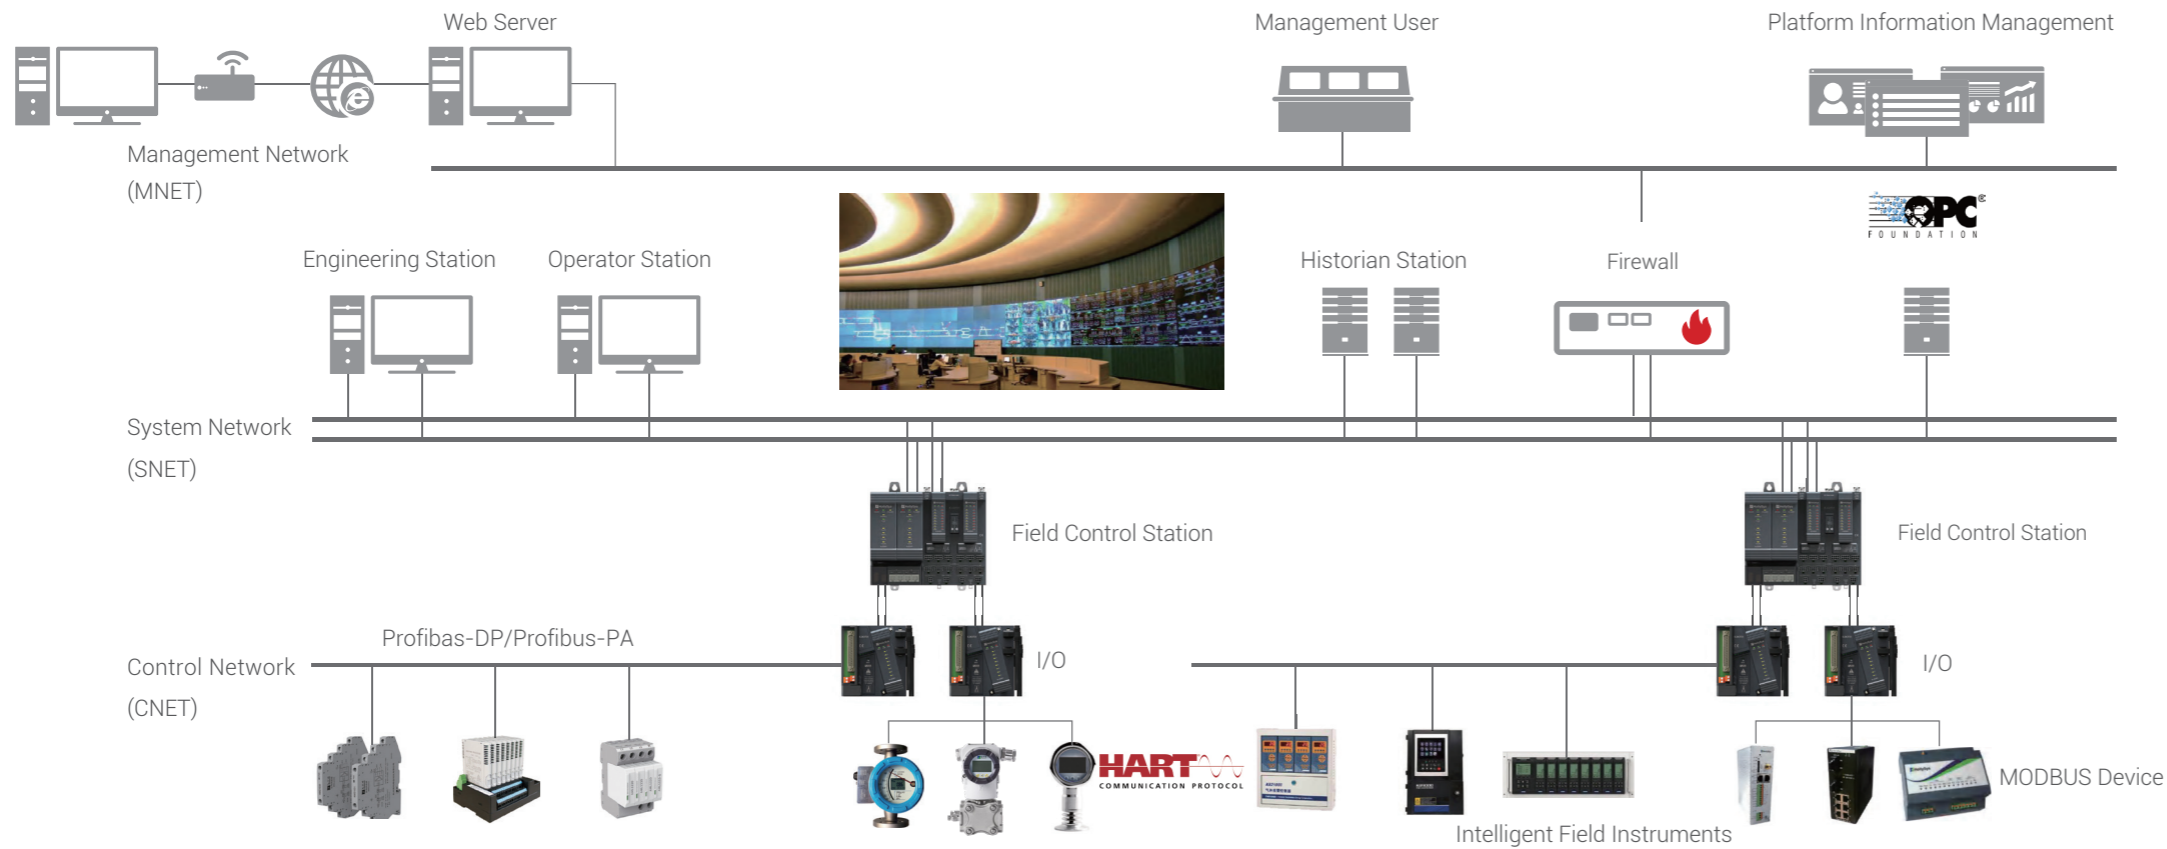 Web Server
Management User
Platform Information Management
Management Network
(MNET)
OPC
FOUNDATION
Engineering Station
Operator Station
Historian Station
Firewall
System Network
(SNET)
Field Control Station
Field Control Station
Profibas-DP/Profibus-PA
Control Network
(CNET)
I/O
I/O
HART
COMMUNICATION PROTOCOL
MODBUS Device
Intelligent Field Instruments